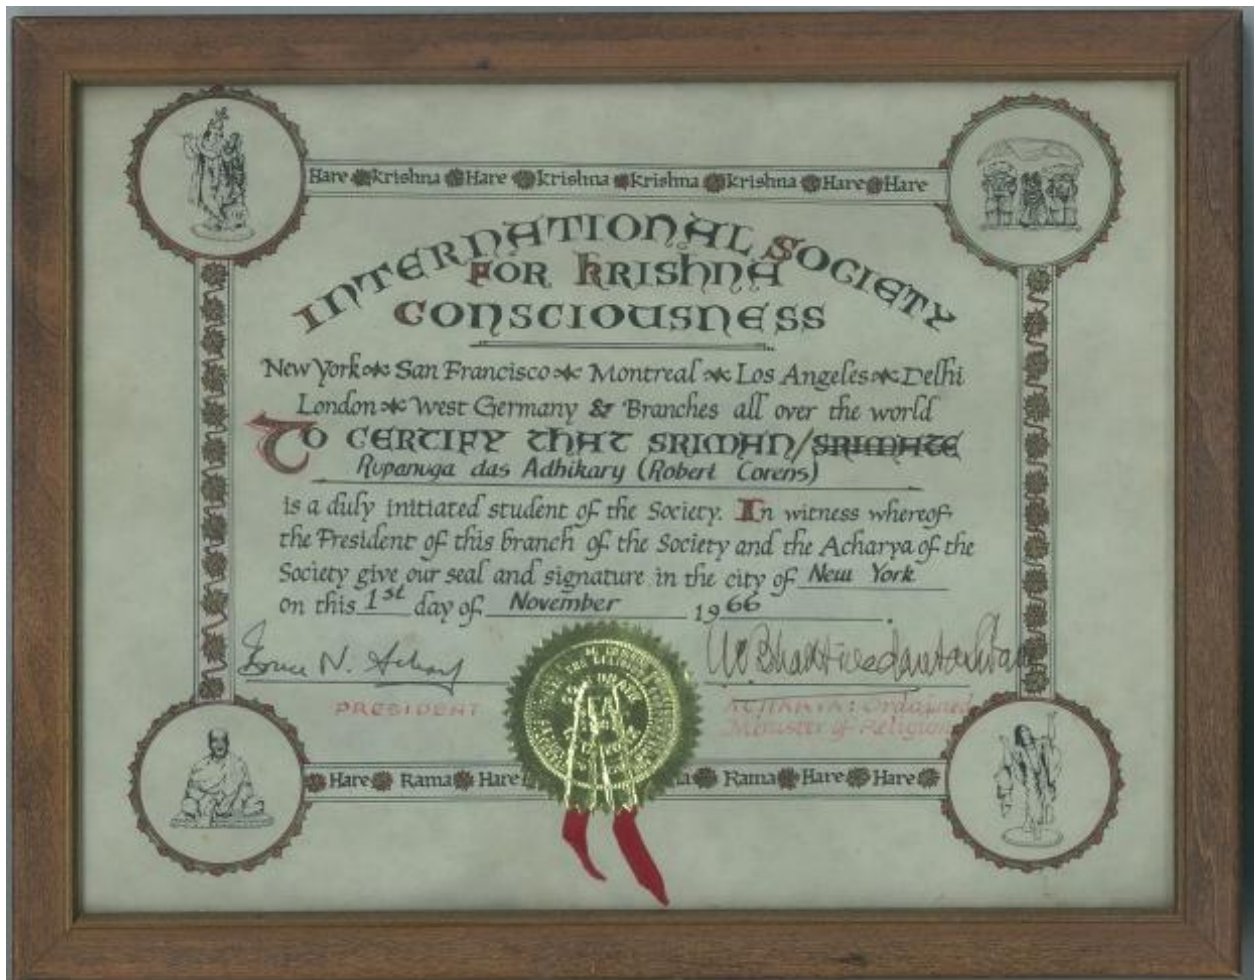 Hare krishna Hare krishna krishna krishna Hare Hare
INTERNATIONAL SOCIETY
FOR KRISHNA
CONSCIOUSNESS
New York * San Francisco * Montreal * Los Angeles * Delhi
London * West Germany & Branches all over the world
TO CERTIFY THAT SRIMAN/SRIMATE
Rupanuga das Adhikary (Robert Corens)
is a duly initiated student of the Society. In witness whereof,
the President of this branch of the Society and the Acharya of the
Society give our seal and signature in the city of New York
on this 1st day of November 1966.
PRESIDENT
ACHARYA: Ordained
Minister of Religion
Hare Rama Hare Rama Hare Hare